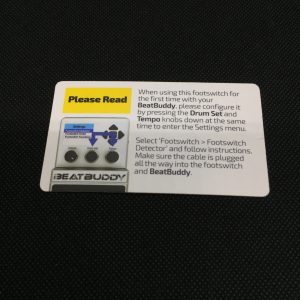 Please Read
When using this footswitch for
the first time with your
BeatBuddy, please configure it
by pressing the Drum Set and
Tempo knobs down at the same
time to enter the Settings menu.
Select 'Footswitch > Footswitch
Detector' and follow instructions.
Make sure the cable is plugged
all the way into the footswitch
and BeatBuddy.
BEATBUDDY